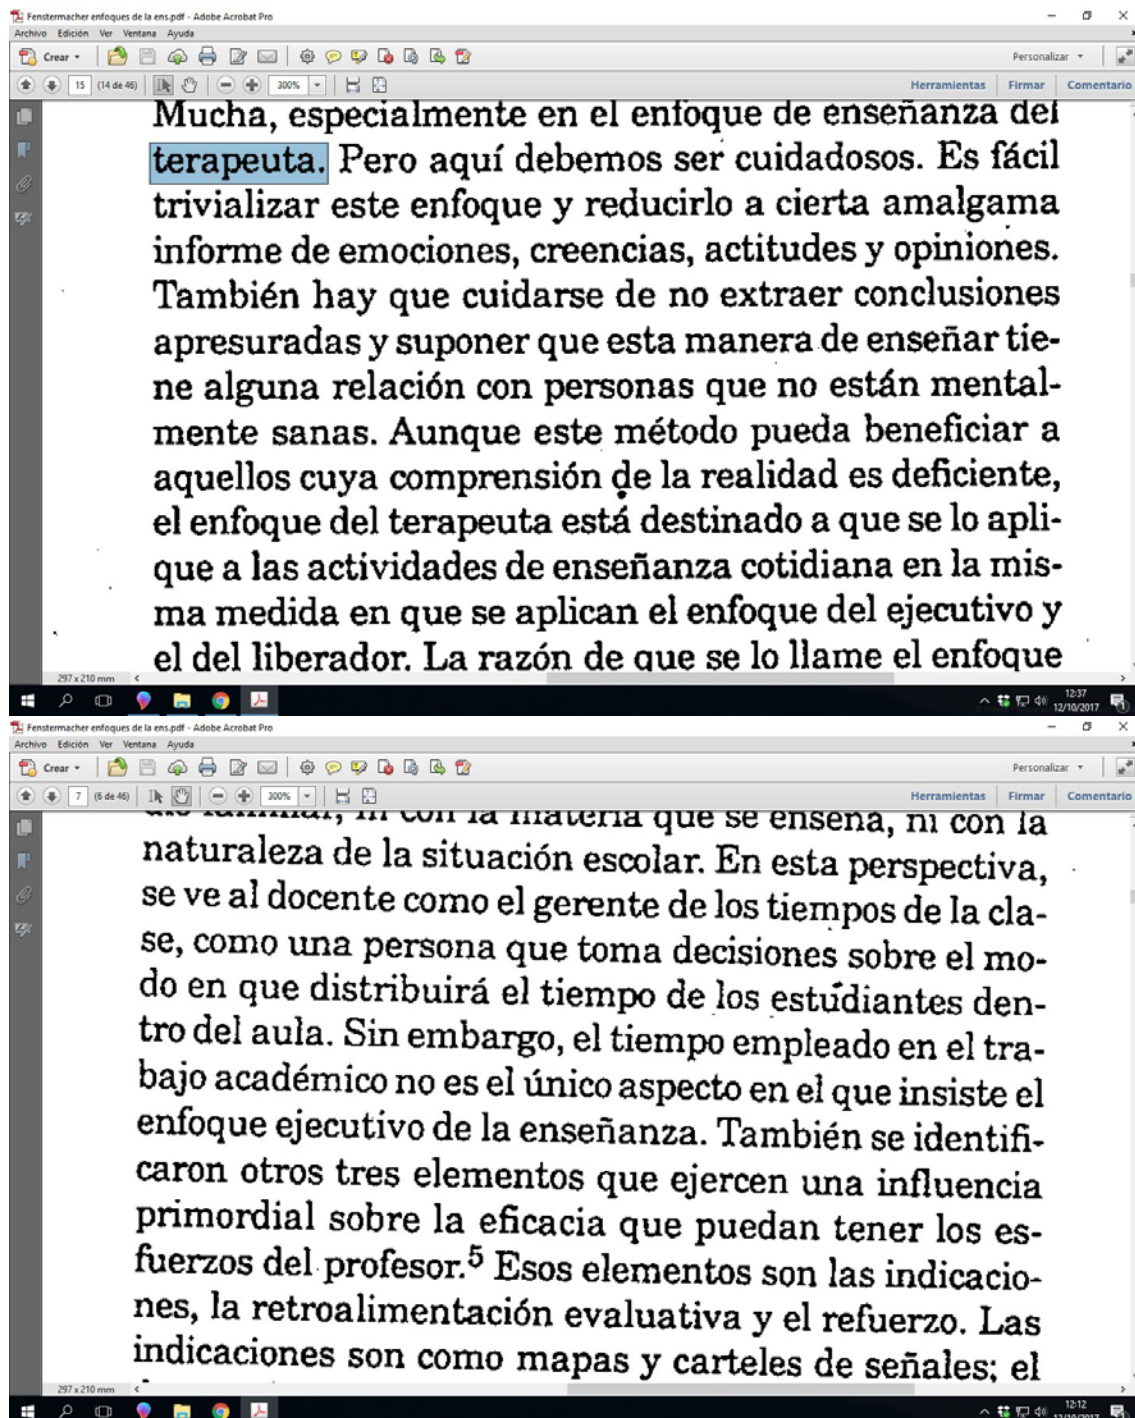 Fenstermacher enfoques de la ens.pdf - Adobe Acrobat Pro
Archivo Edición Ver Ventana Ayuda
Crear Personalizar
15 (14 de 46) 300% Herramientas Firmar Comentario
Mucha, especialmente en el enfoque de enseñanza del
terapeuta. Pero aquí debemos ser cuidadosos. Es fácil
trivializar este enfoque y reducirlo a cierta amalgama
informe de emociones, creencias, actitudes y opiniones.
También hay que cuidarse de no extraer conclusiones
apresuradas y suponer que esta manera de enseñar tie-
ne alguna relación con personas que no están mental-
mente sanas. Aunque este método pueda beneficiar a
aquellos cuya comprensión de la realidad es deficiente,
el enfoque del terapeuta está destinado a que se lo apli-
que a las actividades de enseñanza cotidiana en la mis-
ma medida en que se aplican el enfoque del ejecutivo y
el del liberador. La razón de que se lo llame el enfoque
297 x 210 mm
12:37
12/10/2017
Fenstermacher enfoques de la ens.pdf - Adobe Acrobat Pro
Archivo Edición Ver Ventana Ayuda
Crear Personalizar
7 (6 de 46) 300% Herramientas Firmar Comentario
familiar, ni con la materia que se enseña, ni con la
naturaleza de la situación escolar. En esta perspectiva,
se ve al docente como el gerente de los tiempos de la cla-
se, como una persona que toma decisiones sobre el mo-
do en que distribuirá el tiempo de los estudiantes den-
tro del aula. Sin embargo, el tiempo empleado en el tra-
bajo académico no es el único aspecto en el que insiste el
enfoque ejecutivo de la enseñanza. También se identifi-
caron otros tres elementos que ejercen una influencia
primordial sobre la eficacia que puedan tener los es-
fuerzos del profesor.5 Esos elementos son las indicacio-
nes, la retroalimentación evaluativa y el refuerzo. Las
indicaciones son como mapas y carteles de señales; el
297 x 210 mm
12:12
12/10/2017